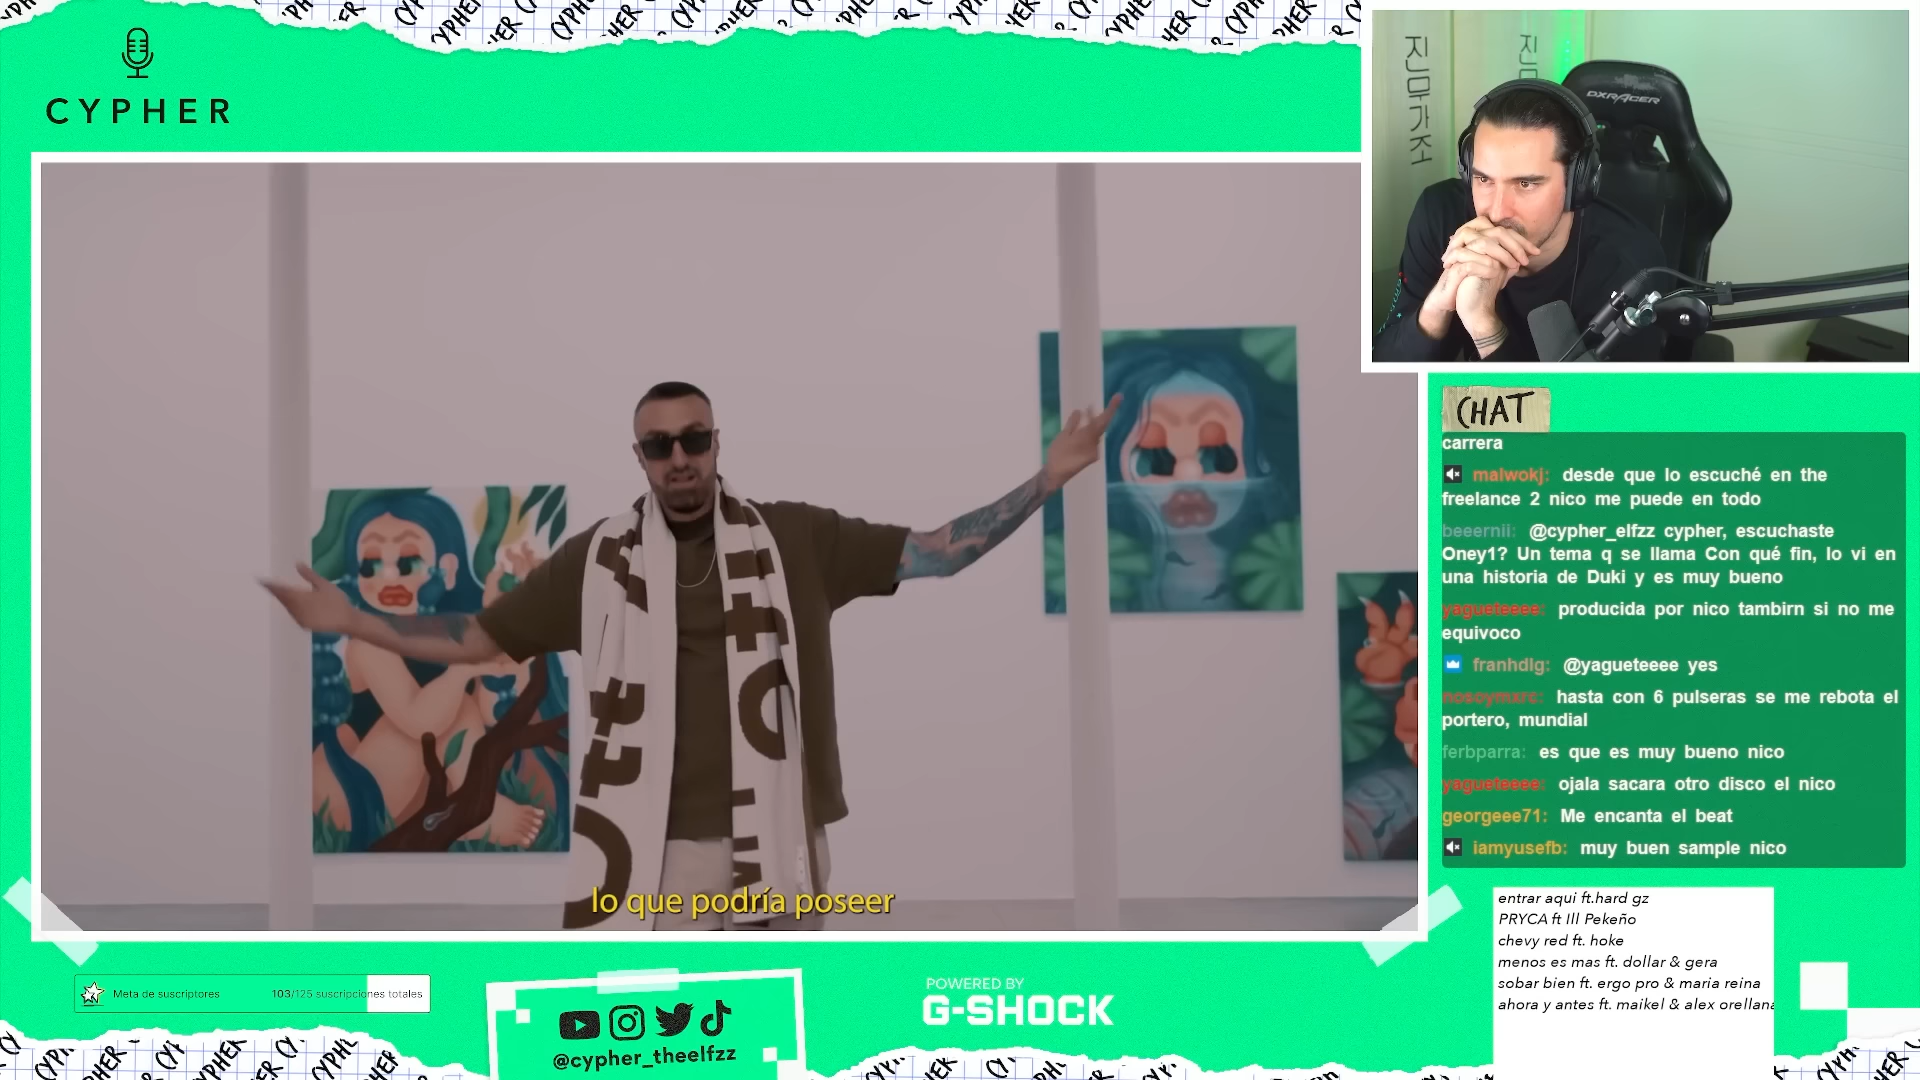 CYPHER
DXRACER
lo que podría poseer
CHAT
carrera
malwokj: desde que lo escuché en the
freelance 2 nico me puede en todo
beeernii: @cypher_elfzz cypher, escuchaste
Oney1? Un tema q se llama Con qué fin, lo vi en
una historia de Duki y es muy bueno
yagueteeee: producida por nico tambirn si no me
equivoco
franhdlg: @yagueteeee yes
nosoymxrc: hasta con 6 pulseras se me rebota el
portero, mundial
ferbparra: es que es muy bueno nico
yagueteeee: ojala sacara otro disco el nico
georgeee71: Me encanta el beat
iamyusefb: muy buen sample nico
entrar aqui ft.hard gz
PRYCA ft Ill Pekeño
chevy red ft. hoke
menos es mas ft. dollar & gera
sobar bien ft. ergo pro & maria reina
ahora y antes ft. maikel & alex orellana
Meta de suscriptores
103/125 suscripciones totales
@cypher_theelfzz
POWERED BY
G-SHOCK